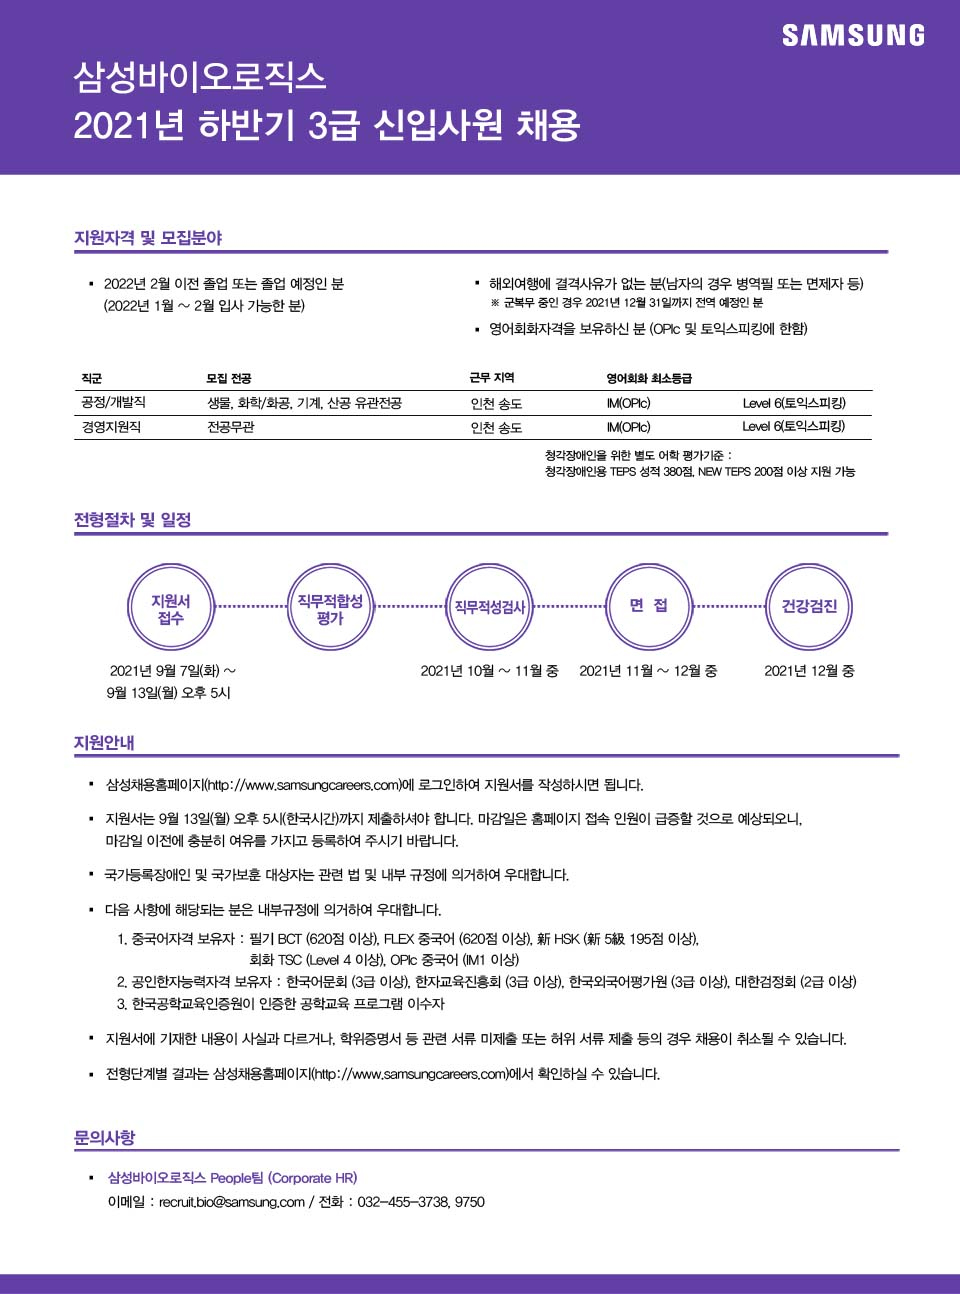 SAMSUNG
삼성바이오로직스
2021년 하반기 3급 신입사원 채용
지원자격 및 모집분야
▪ 2022년 2월 이전 졸업 또는 졸업 예정인 분
(2022년 1월 ~ 2월 입사 가능한 분)
▪ 해외여행에 결격사유가 없는 분(남자의 경우 병역필 또는 면제자 등)
※ 군복무 중인 경우 2021년 12월 31일까지 전역 예정인 분
▪ 영어회화자격을 보유하신 분 (OPIc 및 토익스피킹에 한함)
직군 모집 전공 근무 지역 영어회화 최소등급
공정/개발직 생물, 화학/화공, 기계, 산공 유관전공 인천 송도 IM(OPIc) Level 6(토익스피킹)
경영지원직 전공무관 인천 송도 IM(OPIc) Level 6(토익스피킹)
청각장애인을 위한 별도 어학 평가기준 :
청각장애인용 TEPS 성적 380점, NEW TEPS 200점 이상 지원 가능
전형절차 및 일정
지원서
접수
직무적합성
평가
직무적성검사
면 접
건강검진
2021년 9월 7일(화) ~
9월 13일(월) 오후 5시
2021년 10월 ~ 11월 중
2021년 11월 ~ 12월 중
2021년 12월 중
지원안내
▪ 삼성채용홈페이지(http://www.samsungcareers.com)에 로그인하여 지원서를 작성하시면 됩니다.
▪ 지원서는 9월 13일(월) 오후 5시(한국시간)까지 제출하셔야 합니다. 마감일은 홈페이지 접속 인원이 급증할 것으로 예상되오니,
마감일 이전에 충분히 여유를 가지고 등록하여 주시기 바랍니다.
▪ 국가등록장애인 및 국가보훈 대상자는 관련 법 및 내부 규정에 의거하여 우대합니다.
▪ 다음 사항에 해당되는 분은 내부규정에 의거하여 우대합니다.
1. 중국어자격 보유자 : 필기 BCT (620점 이상), FLEX 중국어 (620점 이상), 新 HSK (新 5級 195점 이상),
회화 TSC (Level 4 이상), OPIc 중국어 (IM1 이상)
2. 공인한자능력자격 보유자 : 한국어문회 (3급 이상), 한자교육진흥회 (3급 이상), 한국외국어평가원 (3급 이상), 대한검정회 (2급 이상)
3. 한국공학교육인증원이 인증한 공학교육 프로그램 이수자
▪ 지원서에 기재한 내용이 사실과 다르거나, 학위증명서 등 관련 서류 미제출 또는 허위 서류 제출 등의 경우 채용이 취소될 수 있습니다.
▪ 전형단계별 결과는 삼성채용홈페이지(http://www.samsungcareers.com)에서 확인하실 수 있습니다.
문의사항
▪ 삼성바이오로직스 People팀 (Corporate HR)
이메일 : recruit.bio@samsung.com / 전화 : 032-455-3738, 9750